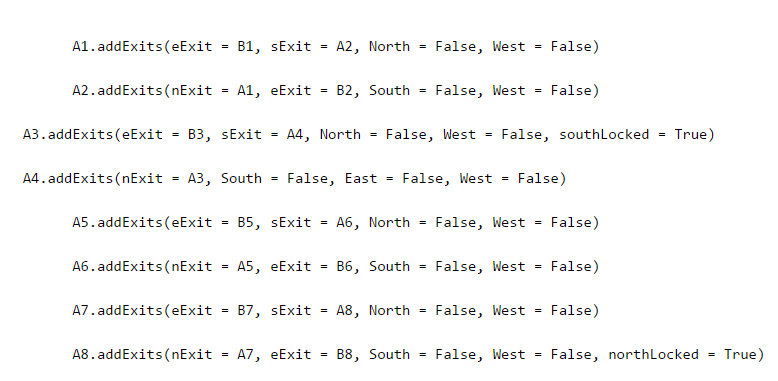 A1.addExits(eExit = B1, sExit = A2, North = False, West = False)
A2.addExits(nExit = A1, eExit = B2, South = False, West = False)
A3.addExits(eExit = B3, sExit = A4, North = False, West = False, southLocked = True)
A4.addExits(nExit = A3, South = False, East = False, West = False)
A5.addExits(eExit = B5, sExit = A6, North = False, West = False)
A6.addExits(nExit = A5, eExit = B6, South = False, West = False)
A7.addExits(eExit = B7, sExit = A8, North = False, West = False)
A8.addExits(nExit = A7, eExit = B8, South = False, West = False, northLocked = True)